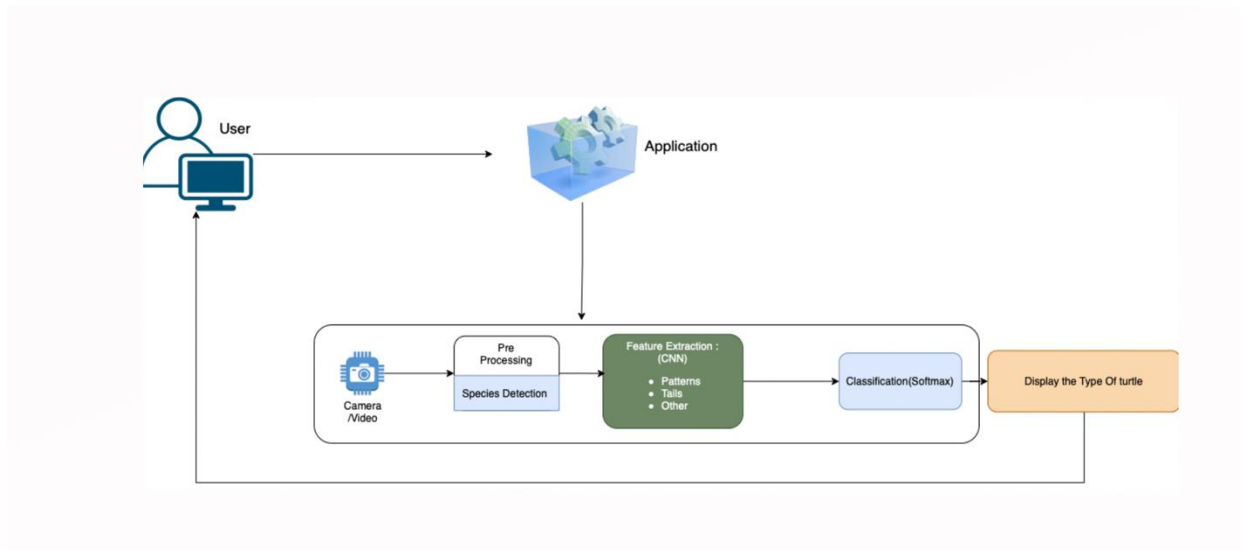 User
Application
Camera
/Video
Pre
Processing
Species Detection
Feature Extraction :
(CNN)
• Patterns
• Tails
• Other
Classification(Softmax)
Display the Type Of turtle